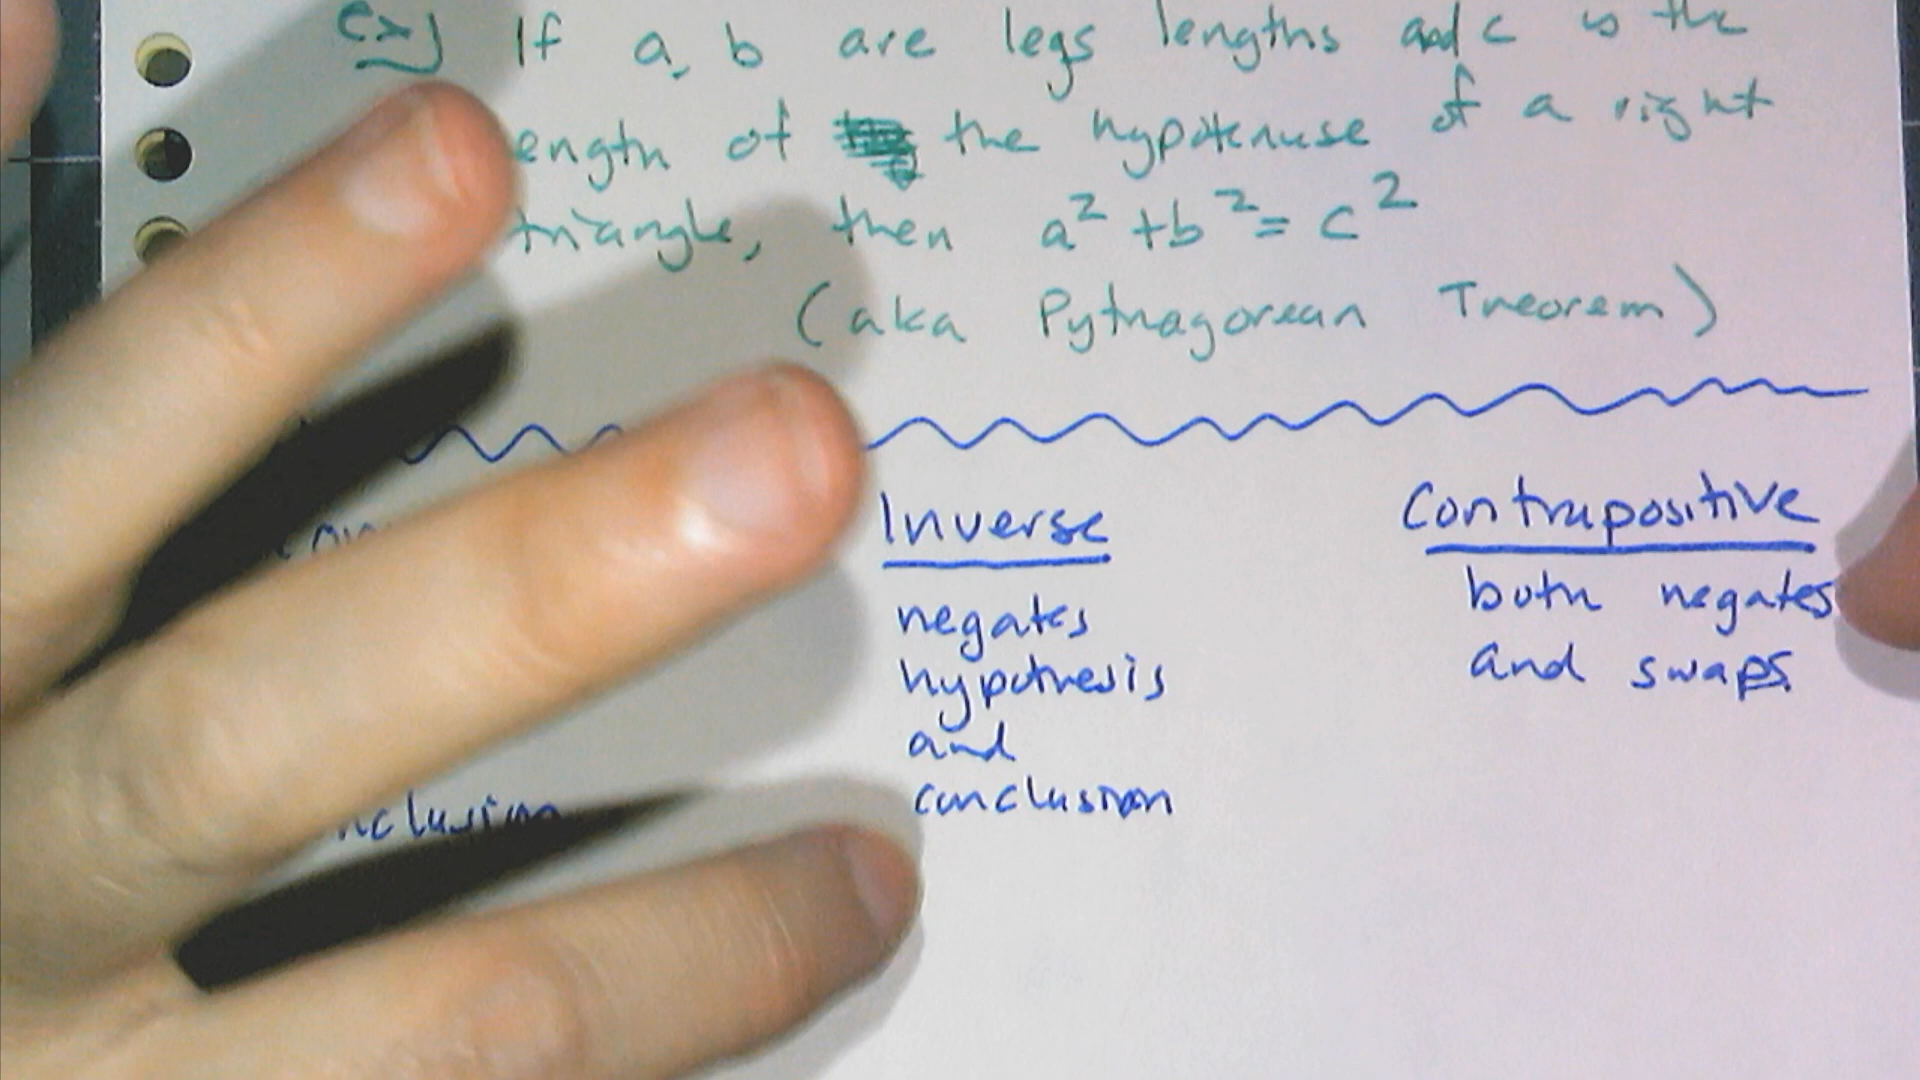 ex) If a, b are legs lengths and c is the
ength of the hypotenuse of a right
triangle, then a² + b² = c²
(aka Pythagorean Theorem)
Inverse Contrapositive
negates both negates
hypothesis and swaps
and
nclusion conclusion